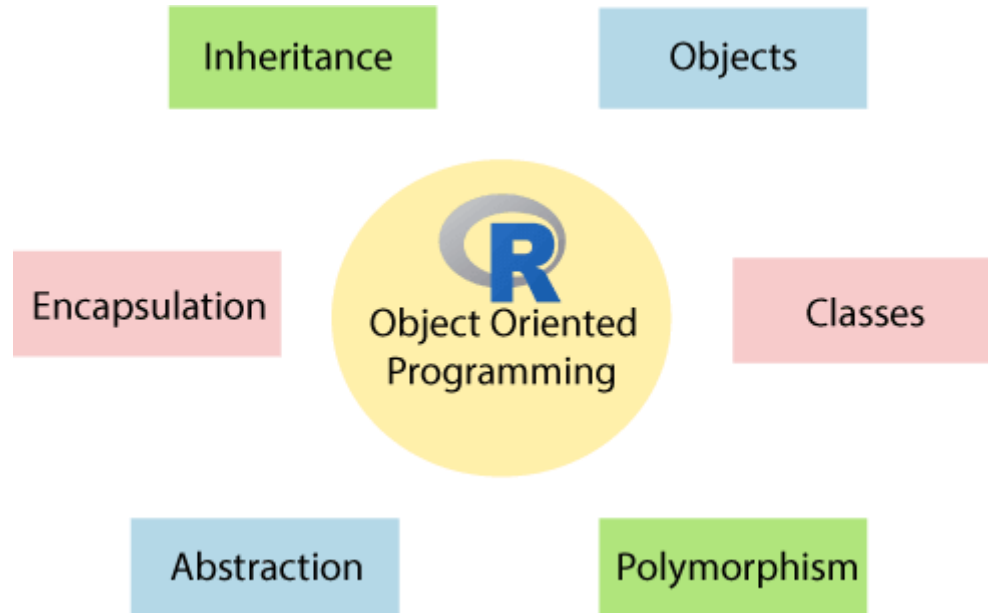 Inheritance
Objects
R
Object Oriented
Programming
Encapsulation
Classes
Abstraction
Polymorphism